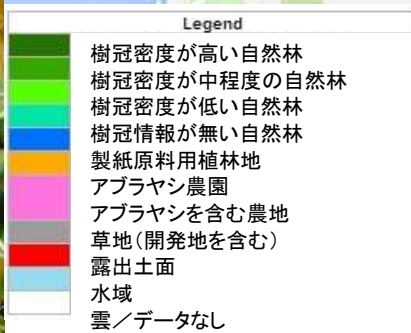 Legend
樹冠密度が高い自然林
樹冠密度が中程度の自然林
樹冠密度が低い自然林
樹冠情報が無い自然林
製紙原料用植林地
アブラヤシ農園
アブラヤシを含む農地
草地(開発地を含む)
露出土面
水域
雲／データなし